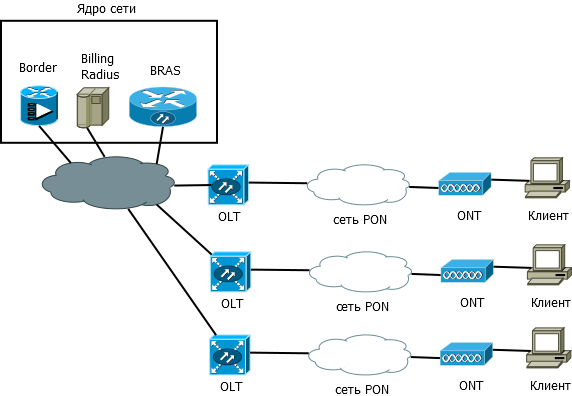 Ядро сети
Border
Billing
Radius
BRAS
OLT
сеть PON
ONT
Клиент
OLT
сеть PON
ONT
Клиент
OLT
сеть PON
ONT
Клиент